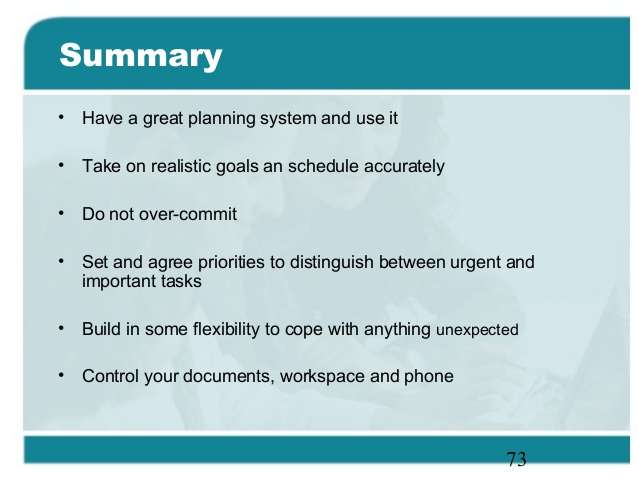 Summary
• Have a great planning system and use it
• Take on realistic goals an schedule accurately
• Do not over-commit
• Set and agree priorities to distinguish between urgent and
important tasks
• Build in some flexibility to cope with anything unexpected
• Control your documents, workspace and phone
73